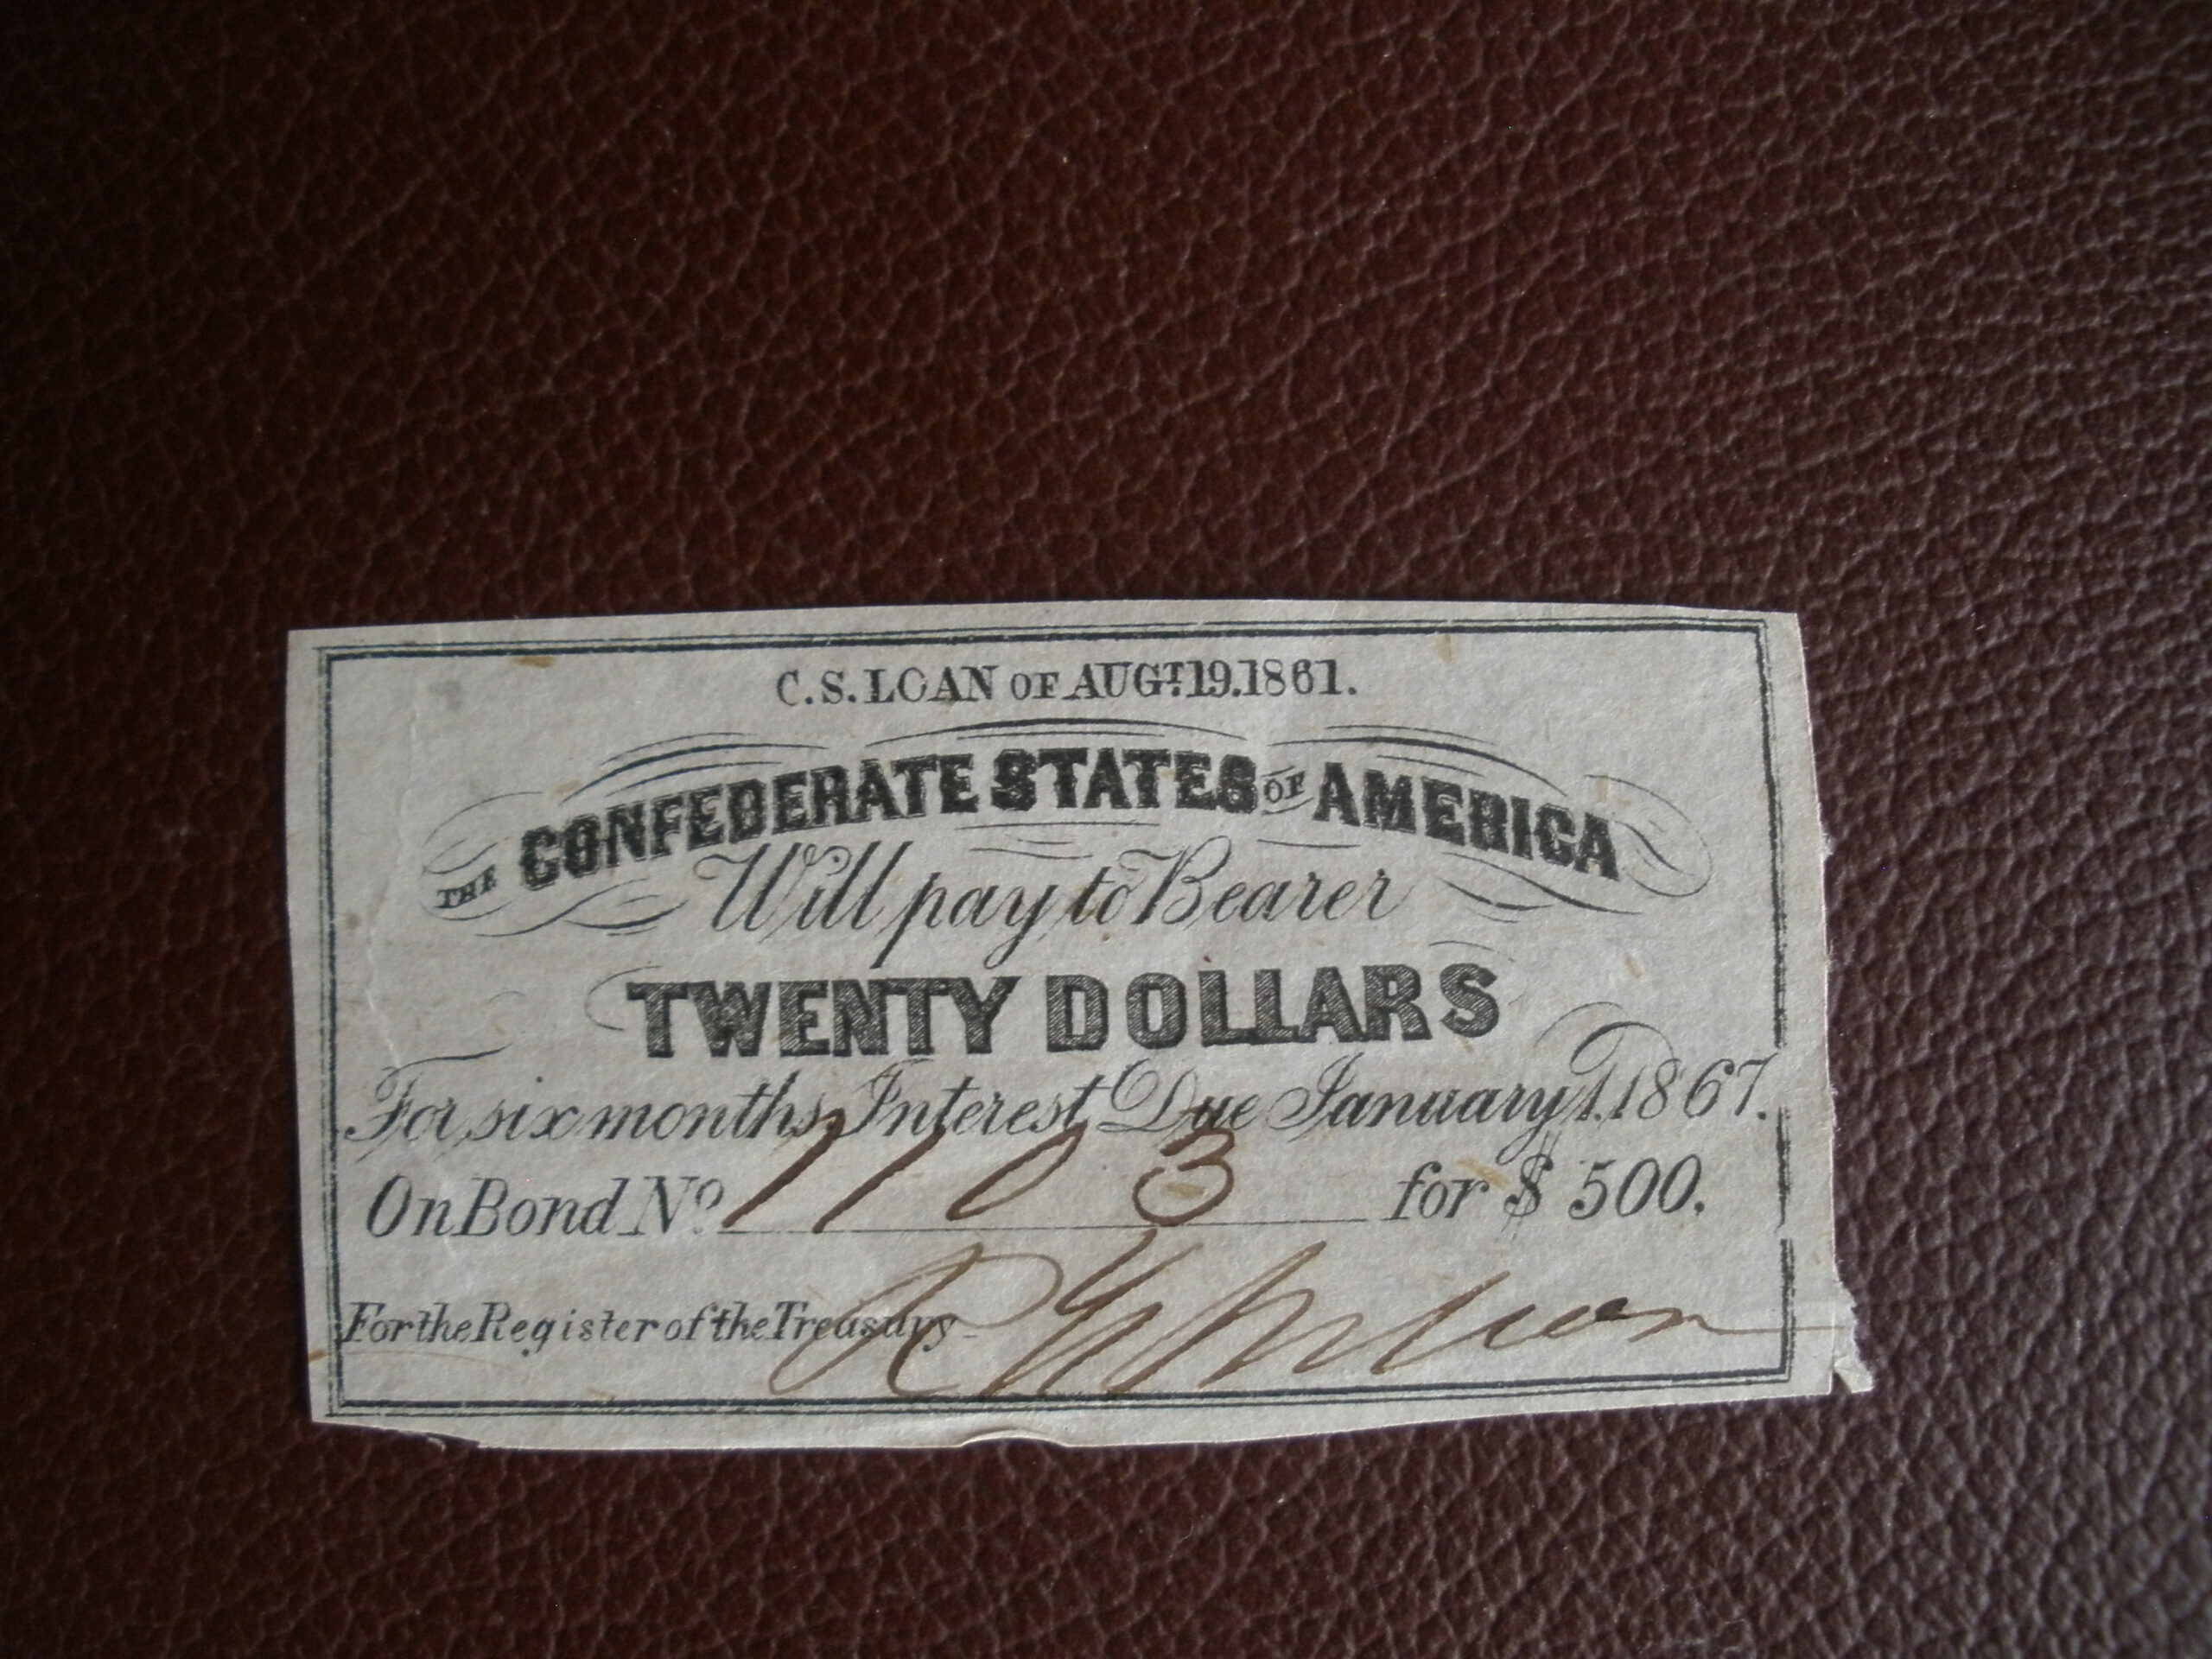 C.S. LOAN OF AUGT. 19. 1861.
THE CONFEDERATE STATES OF AMERICA
Will pay to Bearer
TWENTY DOLLARS
For six months Interest Due January 1. 1867.
On Bond No. 1103 for $ 500.
For the Register of the Treasury